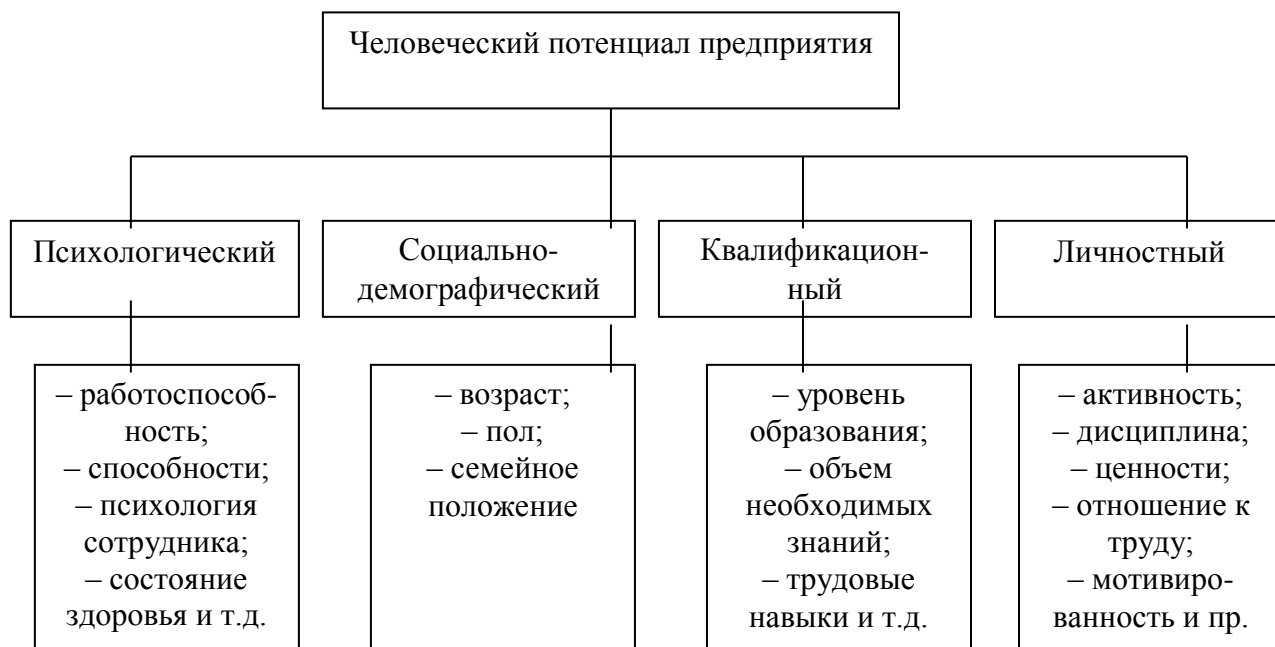 Человеческий потенциал предприятия
Психологический
Социально-
демографический
Квалификацион-
ный
Личностный
– работоспособ-
ность;
– способности;
– психология
сотрудника;
– состояние
здоровья и т.д.
– возраст;
– пол;
– семейное
положение
– уровень
образования;
– объем
необходимых
знаний;
– трудовые
навыки и т.д.
– активность;
– дисциплина;
– ценности;
– отношение к
труду;
– мотивиро-
ванность и пр.